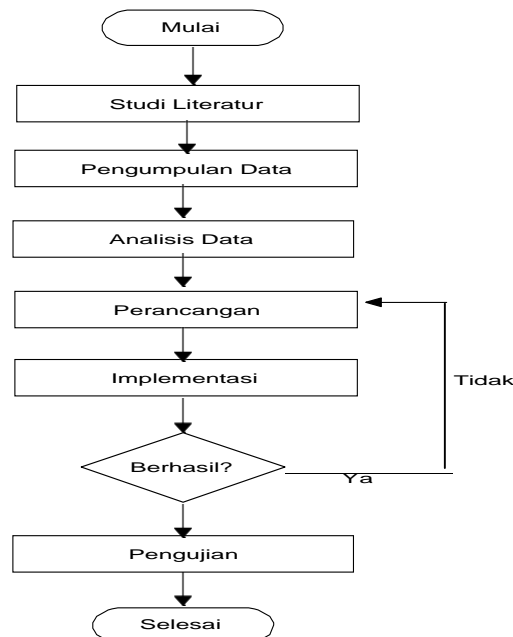 Mulai
Studi Literatur
Pengumpulan Data
Analisis Data
Perancangan
Implementasi
Tidak
Berhasil?
Ya
Pengujian
Selesai